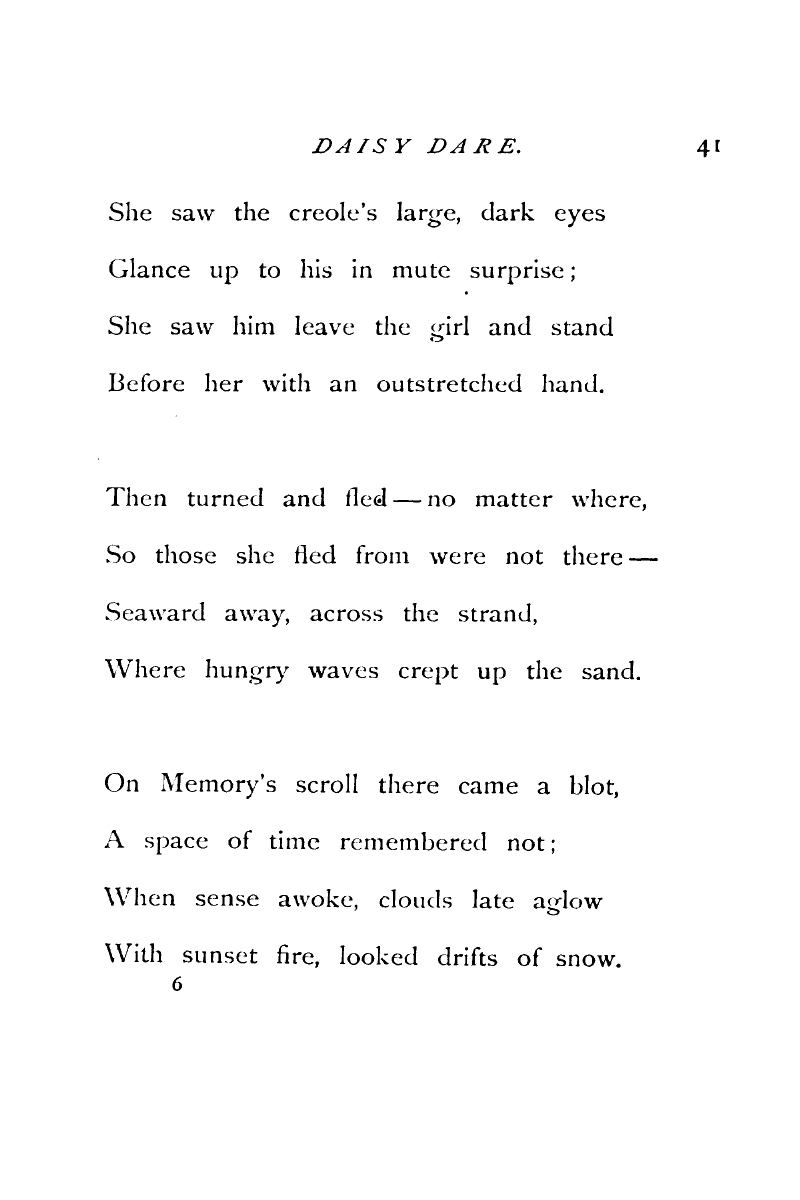 DAISY DARE. 41
She saw the creole's large, dark eyes
Glance up to his in mute surprise;
She saw him leave the girl and stand
Before her with an outstretched hand.
Then turned and fled—no matter where,
So those she fled from were not there—
Seaward away, across the strand,
Where hungry waves crept up the sand.
On Memory's scroll there came a blot,
A space of time remembered not;
When sense awoke, clouds late aglow
With sunset fire, looked drifts of snow.
6